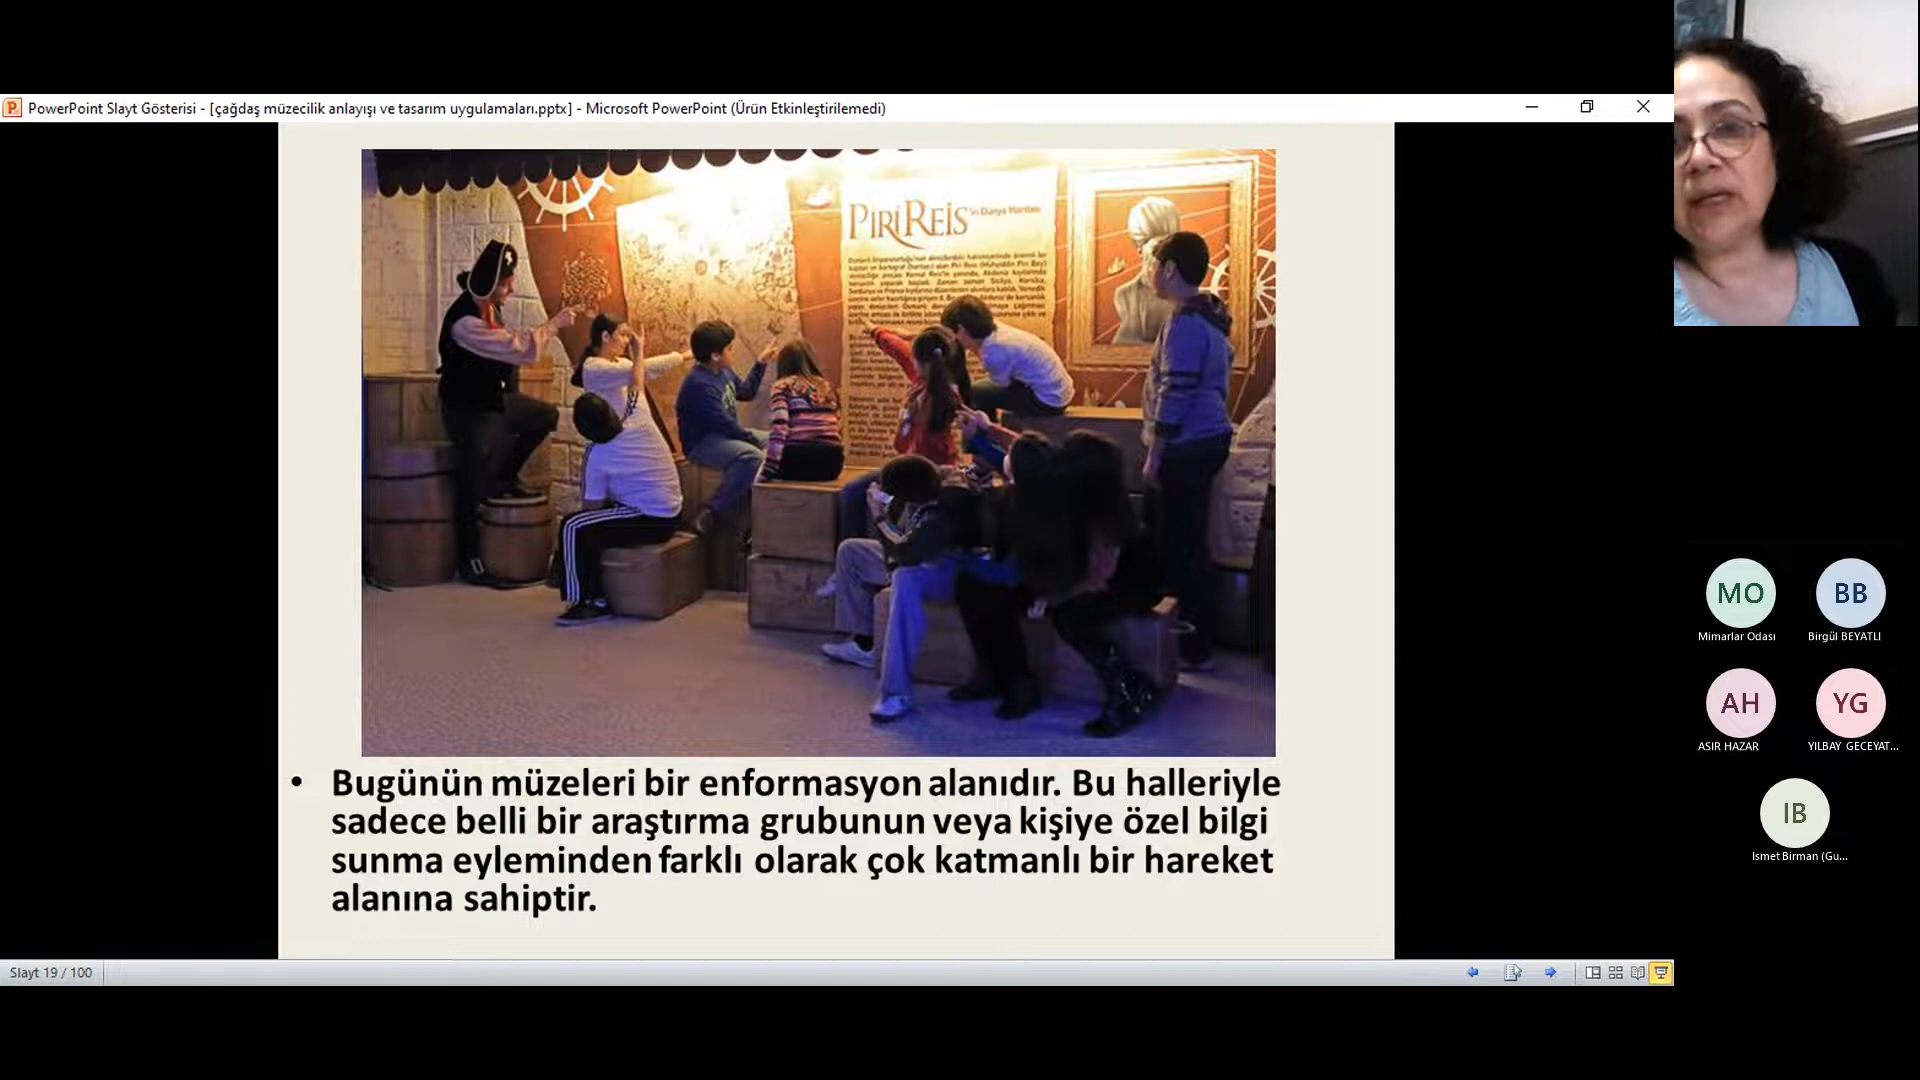 PowerPoint Slayt Gösterisi - [çağdaş müzecilik anlayışı ve tasarım uygulamaları.pptx] - Microsoft PowerPoint (Ürün Etkinleştirilemedi)
PiriReis'in Dünya Haritası
• Bugünün müzeleri bir enformasyon alanıdır. Bu halleriyle
sadece belli bir araştırma grubunun veya kişiye özel bilgi
sunma eyleminden farklı olarak çok katmanlı bir hareket
alanına sahiptir.
Slayt 19 / 100
MO
BB
Mimarlar Odası
Birgül BEYATLI
AH
YG
ASIR HAZAR
YILBAY GECEYAT...
IB
Ismet Birman (Gu...